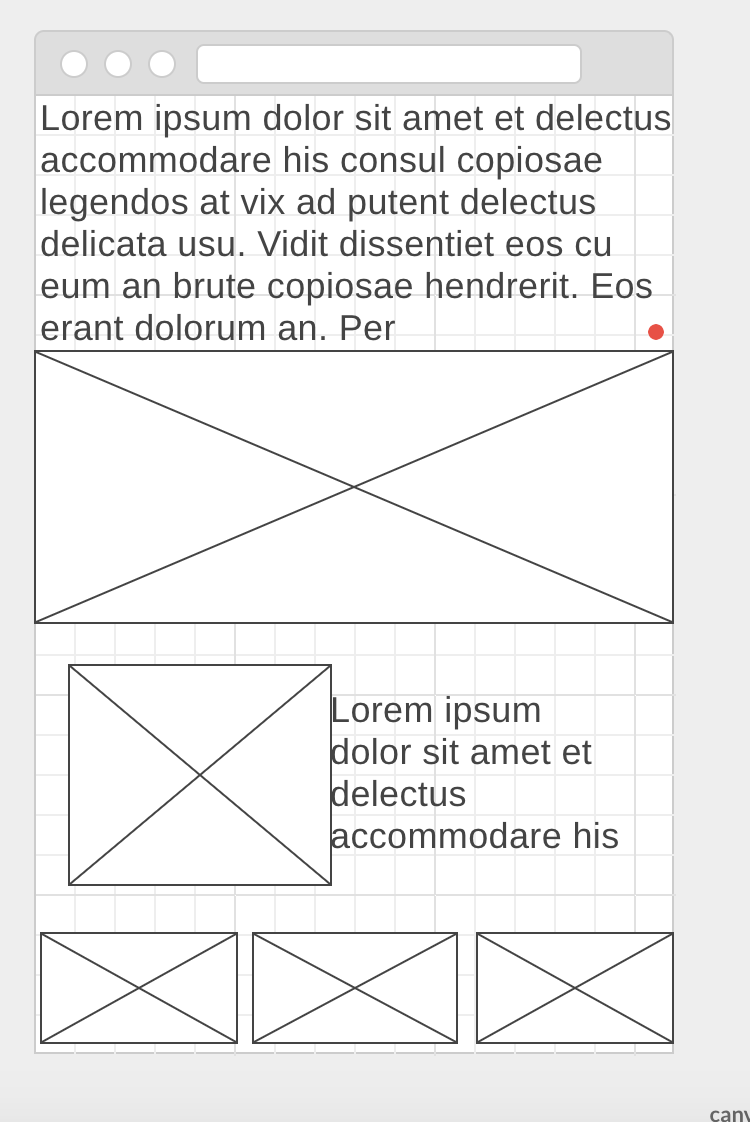 Lorem ipsum dolor sit amet et delectus
accommodare his consul copiosae
legendos at vix ad putent delectus
delicata usu. Vidit dissentiet eos cu
eum an brute copiosae hendrerit. Eos
erant dolorum an. Per
Lorem ipsum
dolor sit amet et
delectus
accommodare his